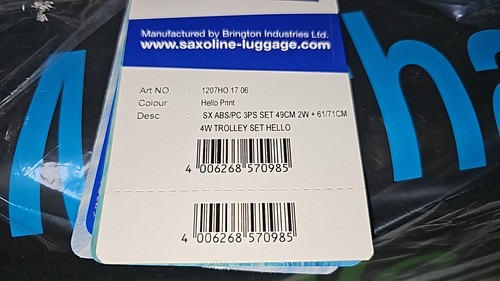 Manufactured by Brington Industries Ltd.
www.saxoline-luggage.com
Art NO : 1207HO 17.06
Colour : Hello Print
Desc. : SX ABS/PC 3PS SET 49CM 2W + 61/71CM
4W TROLLEY SET HELLO
4 006268 570985
4 006268 570985